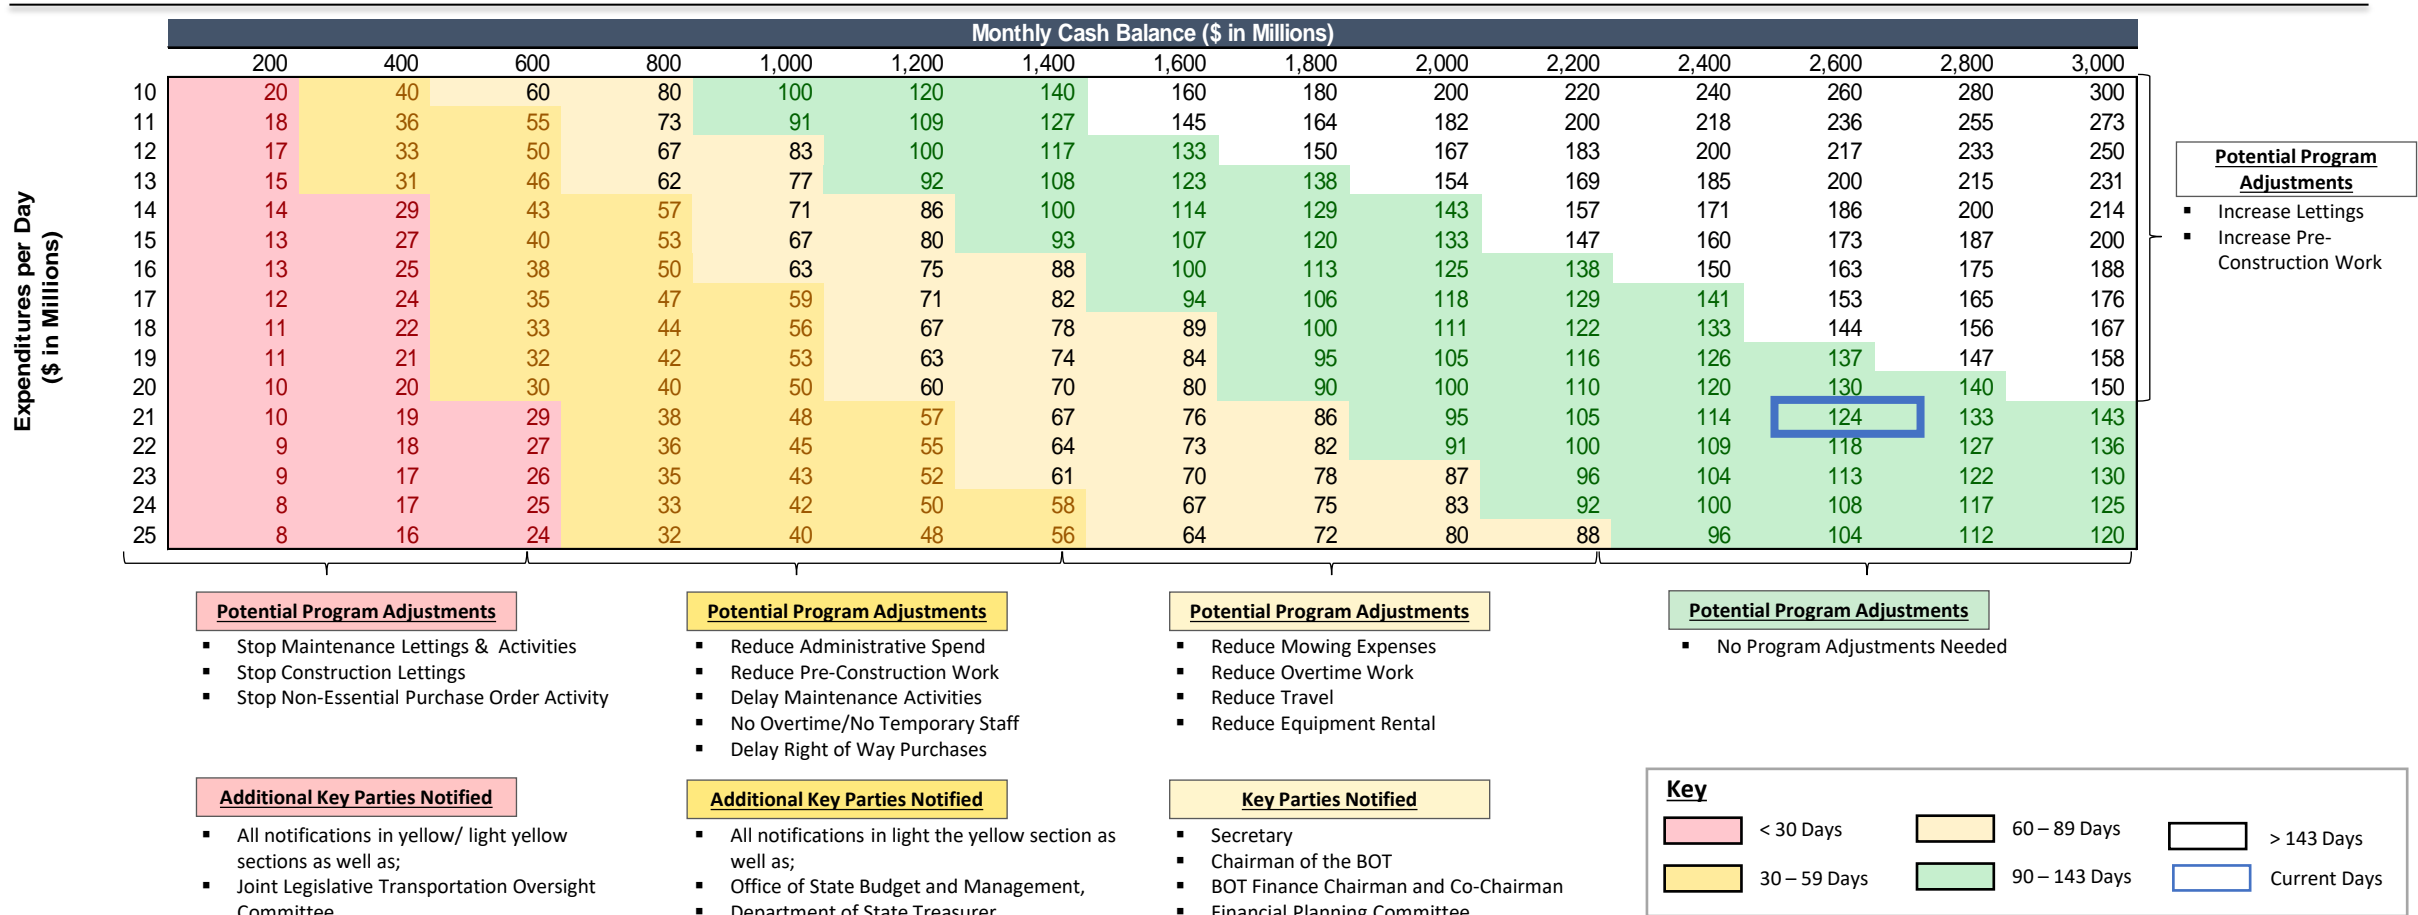 Monthly Cash Balance ($ in Millions)
200 400 600 800 1,000 1,200 1,400 1,600 1,800 2,000 2,200 2,400 2,600 2,800 3,000
Expenditures per Day
($ in Millions)
10 20 40 60 80 100 120 140 160 180 200 220 240 260 280 300
11 18 36 55 73 91 109 127 145 164 182 200 218 236 255 273
12 17 33 50 67 83 100 117 133 150 167 183 200 217 233 250
13 15 31 46 62 77 92 108 123 138 154 169 185 200 215 231
14 14 29 43 57 71 86 100 114 129 143 157 171 186 200 214
15 13 27 40 53 67 80 93 107 120 133 147 160 173 187 200
16 13 25 38 50 63 75 88 100 113 125 138 150 163 175 188
17 12 24 35 47 59 71 82 94 106 118 129 141 153 165 176
18 11 22 33 44 56 67 78 89 100 111 122 133 144 156 167
19 11 21 32 42 53 63 74 84 95 105 116 126 137 147 158
20 10 20 30 40 50 60 70 80 90 100 110 120 130 140 150
21 10 19 29 38 48 57 67 76 86 95 105 114 124 133 143
22 9 18 27 36 45 55 64 73 82 91 100 109 118 127 136
23 9 17 26 35 43 52 61 70 78 87 96 104 113 122 130
24 8 17 25 33 42 50 58 67 75 83 92 100 108 117 125
25 8 16 24 32 40 48 56 64 72 80 88 96 104 112 120
Potential Program
Adjustments
▪ Increase Lettings
▪ Increase Pre-
Construction Work
Potential Program Adjustments
▪ Stop Maintenance Lettings & Activities
▪ Stop Construction Lettings
▪ Stop Non-Essential Purchase Order Activity
Potential Program Adjustments
▪ Reduce Administrative Spend
▪ Reduce Pre-Construction Work
▪ Delay Maintenance Activities
▪ No Overtime/No Temporary Staff
▪ Delay Right of Way Purchases
Potential Program Adjustments
▪ Reduce Mowing Expenses
▪ Reduce Overtime Work
▪ Reduce Travel
▪ Reduce Equipment Rental
Potential Program Adjustments
▪ No Program Adjustments Needed
Additional Key Parties Notified
▪ All notifications in yellow/ light yellow
sections as well as;
▪ Joint Legislative Transportation Oversight
Committee
Additional Key Parties Notified
▪ All notifications in light the yellow section as
well as;
▪ Office of State Budget and Management,
▪ Department of State Treasurer
Key Parties Notified
▪ Secretary
▪ Chairman of the BOT
▪ BOT Finance Chairman and Co-Chairman
▪ Financial Planning Committee
Key
< 30 Days
60 – 89 Days
> 143 Days
30 – 59 Days
90 – 143 Days
Current Days